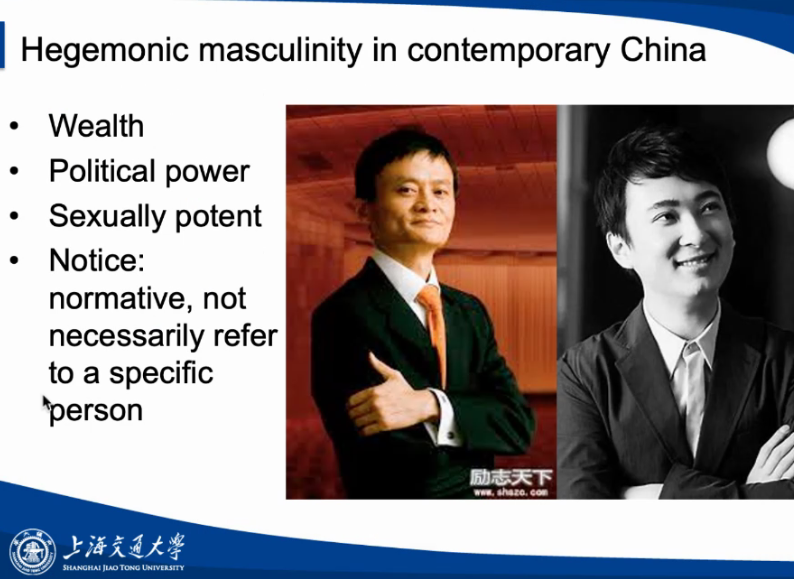 Hegemonic masculinity in contemporary China
• Wealth
• Political power
• Sexually potent
• Notice:
normative, not
necessarily refer
to a specific
person
励志天下
www.shszo.com
上海交通大学
SHANGHAI JIAO TONG UNIVERSITY